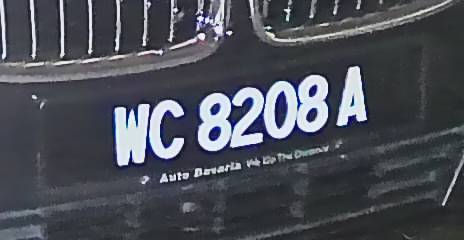 WC 8208 A
Auto Bavaria We Go The Distance